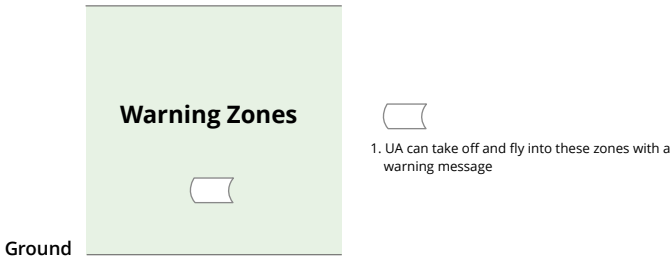 Warning Zones
1. UA can take off and fly into these zones with a
warning message
Ground